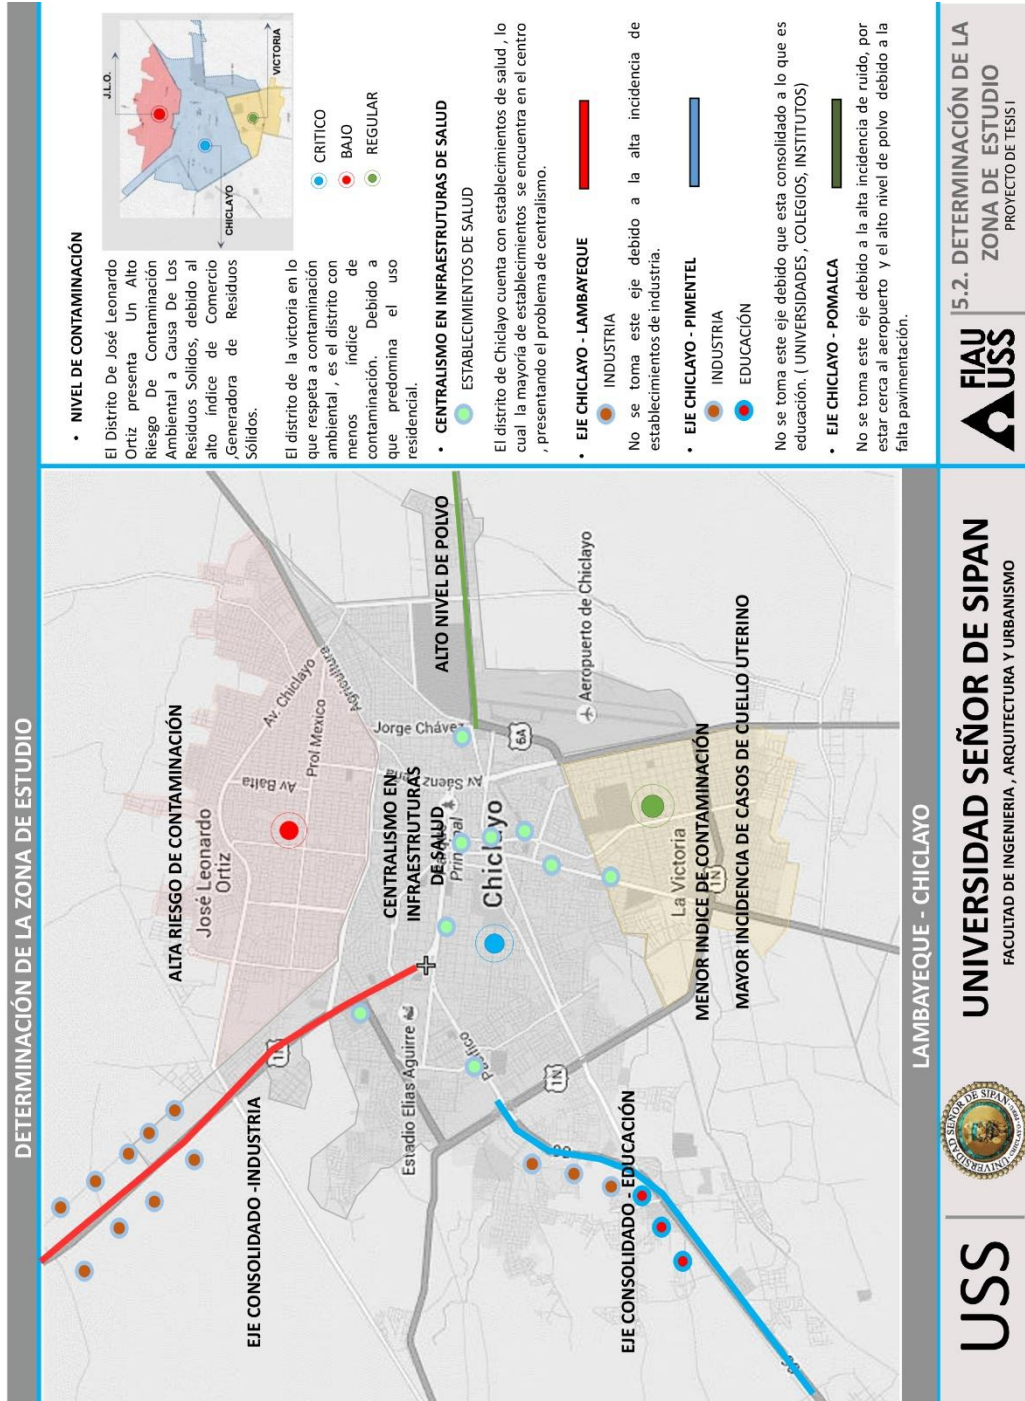 DETERMINACIÓN DE LA ZONA DE ESTUDIO
ALTA RIESGO DE CONTAMINACIÓN
José Leonardo
Ortiz
Av Balta
Prol Mexico
Av. Chiclayo
Agricultura
EJE CONSOLIDADO -INDUSTRIA
1N
CENTRALISMO EN
INFRAESTRUTURAS
DE SALUD
Jorge Chávez
Av Sáenz
Principal
Chiclayo
ALTO NIVEL DE POLVO
6A
Estadio Elias Aguirre
Pacífico
1N
Aeropuerto de Chiclayo
EJE CONSOLIDADO - EDUCACIÓN
La Victoria
1N
MENOR INDICE DE CONTAMINACIÓN
MAYOR INCIDENCIA DE CASOS DE CUELLO UTERINO
LAMBAYEQUE - CHICLAYO
• NIVEL DE CONTAMINACIÓN
El Distrito De José Leonardo
Ortiz presenta Un Alto
Riesgo De Contaminación
Ambiental a Causa De Los
Residuos Solidos, debido al
alto índice de Comercio
,Generadora de Residuos
Sólidos.
J.L.O.
CHICLAYO
VICTORIA
CRITICO
BAJO
REGULAR
El distrito de la victoria en lo
que respeta a contaminación
ambiental , es el distrito con
menos índice de
contaminación. Debido a
que predomina el uso
residencial.
• CENTRALISMO EN INFRAESTRUTURAS DE SALUD
ESTABLECIMIENTOS DE SALUD
El distrito de Chiclayo cuenta con establecimientos de salud , lo
cual la mayoría de establecimientos se encuentra en el centro
, presentando el problema de centralismo.
• EJE CHICLAYO - LAMBAYEQUE
INDUSTRIA
No se toma este eje debido a la alta incidencia de
establecimientos de industria.
• EJE CHICLAYO - PIMENTEL
INDUSTRIA
EDUCACIÓN
No se toma este eje debido que esta consolidado a lo que es
educación. ( UNIVERSIDADES , COLEGIOS, INSTITUTOS)
• EJE CHICLAYO - POMALCA
No se toma este eje debido a la alta incidencia de ruido, por
estar cerca al aeropuerto y el alto nivel de polvo debido a la
falta pavimentación.
USS
UNIVERSIDAD SEÑOR DE SIPAN
FACULTAD DE INGENIERIA , ARQUITECTURA Y URBANISMO
FIAU
USS
5.2. DETERMINACIÓN DE LA
ZONA DE ESTUDIO
PROYECTO DE TESIS I